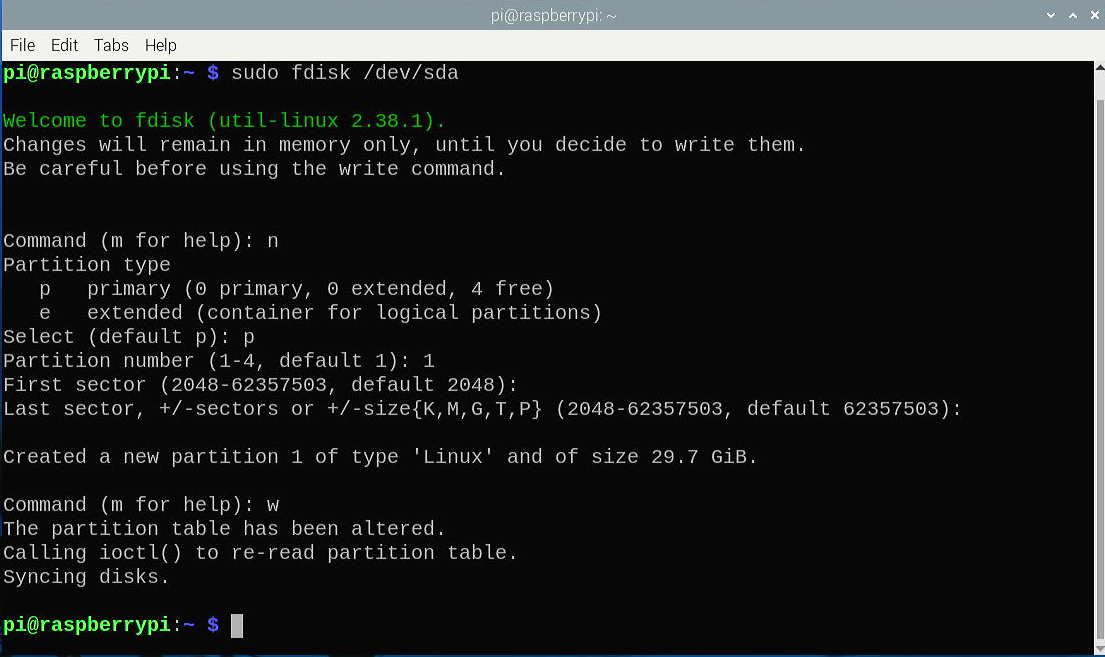 pi@raspberrypi: ~
File Edit Tabs Help
pi@raspberrypi:~ $ sudo fdisk /dev/sda
Welcome to fdisk (util-linux 2.38.1).
Changes will remain in memory only, until you decide to write them.
Be careful before using the write command.
Command (m for help): n
Partition type
   p   primary (0 primary, 0 extended, 4 free)
   e   extended (container for logical partitions)
Select (default p): p
Partition number (1-4, default 1): 1
First sector (2048-62357503, default 2048):
Last sector, +/-sectors or +/-size{K,M,G,T,P} (2048-62357503, default 62357503):
Created a new partition 1 of type 'Linux' and of size 29.7 GiB.
Command (m for help): w
The partition table has been altered.
Calling ioctl() to re-read partition table.
Syncing disks.
pi@raspberrypi:~ $